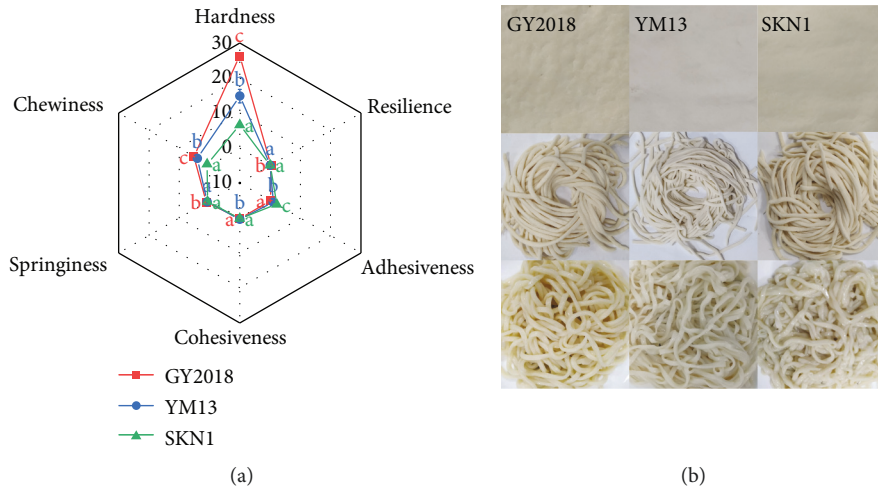 Hardness
30
c
20
b
10
a
0
10
Resilience
a
b
a
Adhesiveness
b
a
c
Cohesiveness
b
a
a
Springiness
a
b
a
Chewiness
b
c
a
GY2018
YM13
SKN1
(a)
GY2018
YM13
SKN1
(b)